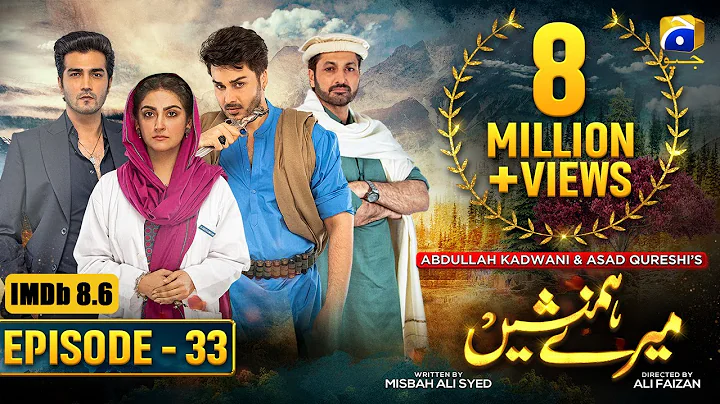 جیو
8
MILLION
+VIEWS
ABDULLAH KADWANI & ASAD QURESHI'S
میرے ہمنشیں
IMDb 8.6
EPISODE - 33
WRITTEN BY
MISBAH ALI SYED
DIRECTED BY
ALI FAIZAN